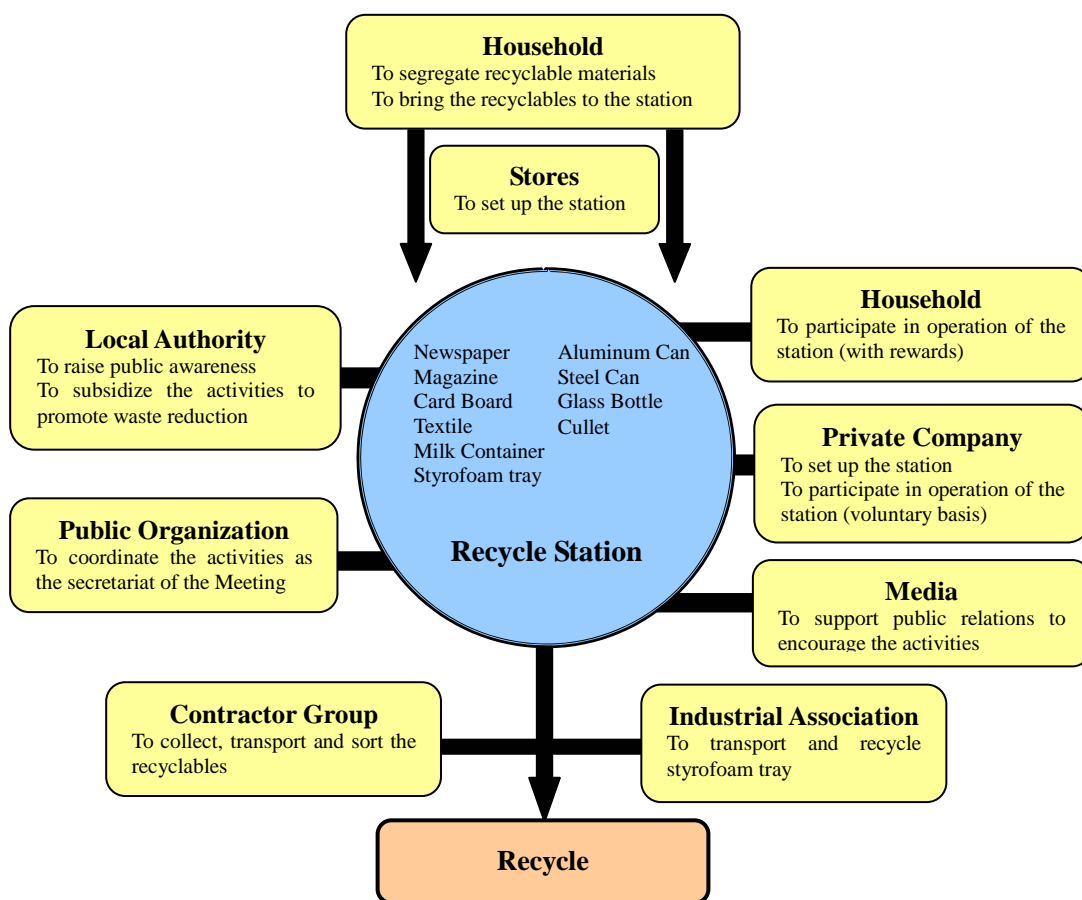 Household
To segregate recyclable materials
To bring the recyclables to the station
Stores
To set up the station
Local Authority
To raise public awareness
To subsidize the activities to
promote waste reduction
Public Organization
To coordinate the activities as
the secretariat of the Meeting
Newspaper
Magazine
Card Board
Textile
Milk Container
Styrofoam tray
Aluminum Can
Steel Can
Glass Bottle
Cullet
Recycle Station
Household
To participate in operation of the
station (with rewards)
Private Company
To set up the station
To participate in operation of the
station (voluntary basis)
Media
To support public relations to
encourage the activities
Contractor Group
To collect, transport and sort the
recyclables
Industrial Association
To transport and recycle
styrofoam tray
Recycle